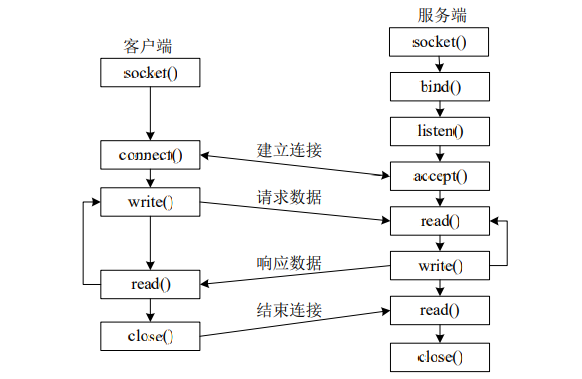 客户端
socket()
connect()
write()
read()
close()
建立连接
请求数据
响应数据
结束连接
服务端
socket()
bind()
listen()
accept()
read()
write()
read()
close()